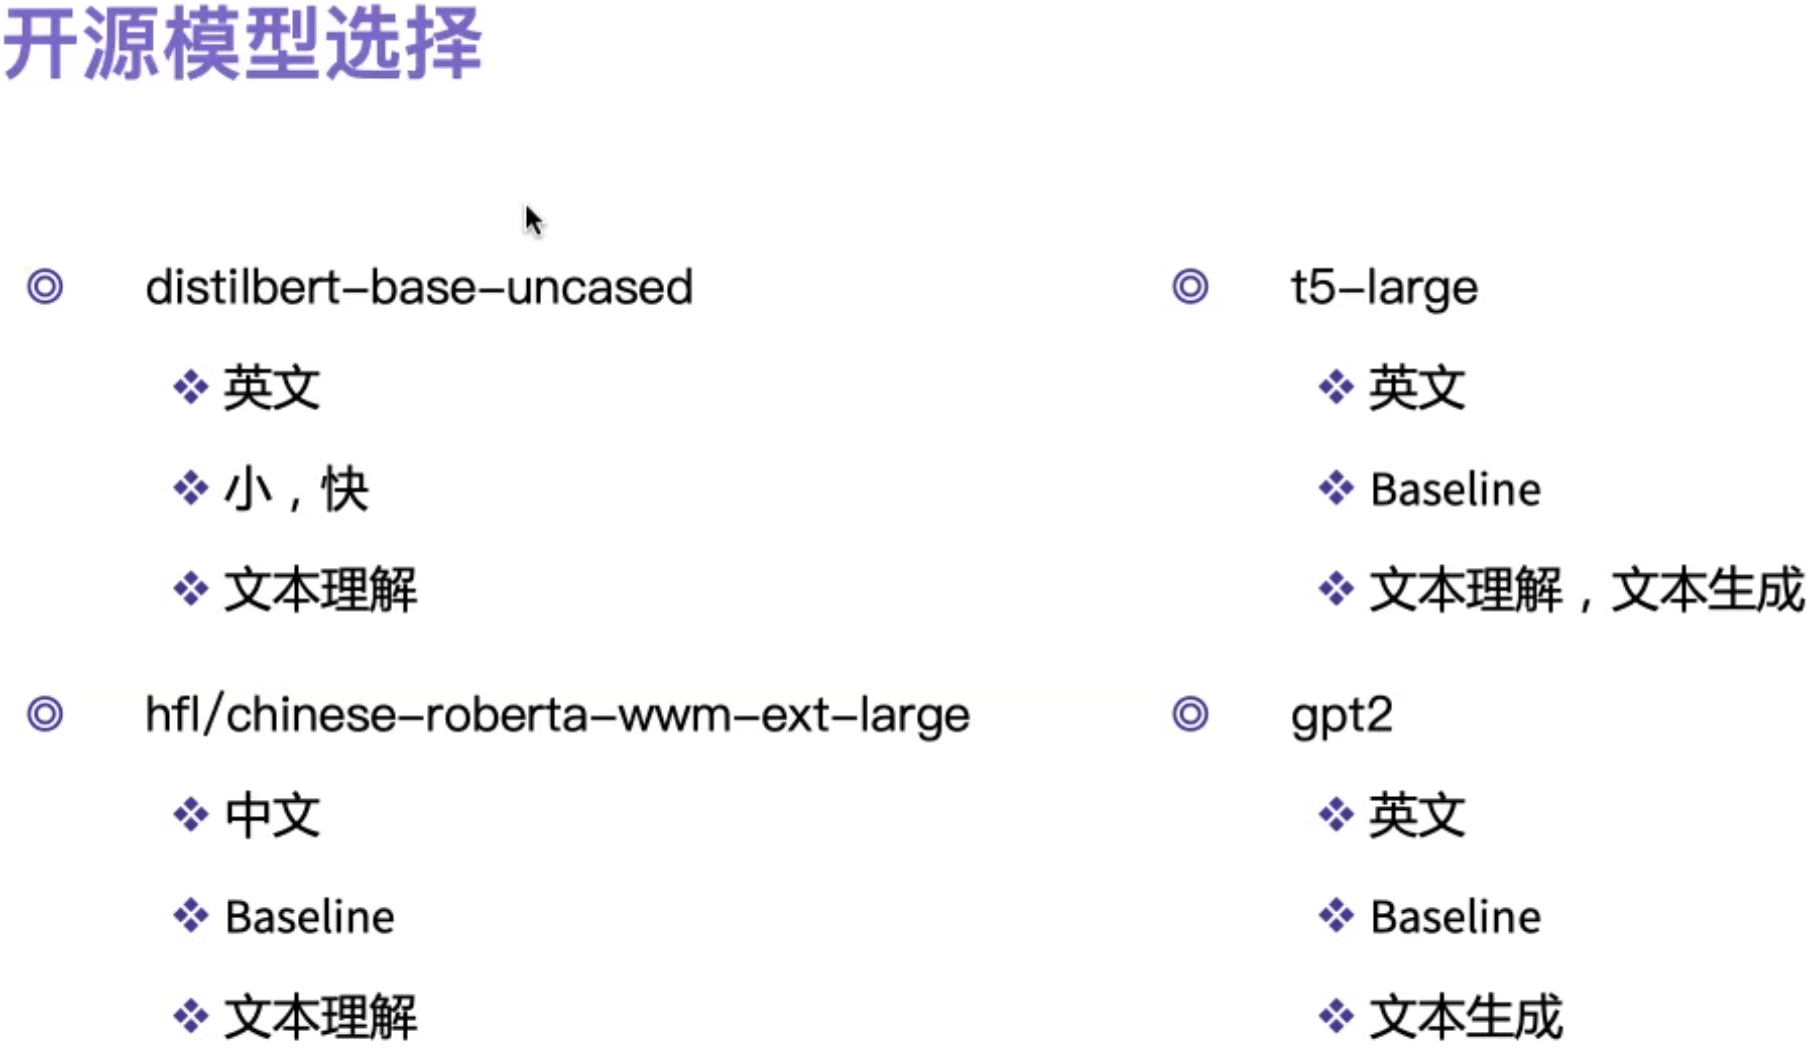 开源模型选择
distilbert-base-uncased
英文
小，快
文本理解
hfl/chinese-roberta-wwm-ext-large
中文
Baseline
文本理解
t5-large
英文
Baseline
文本理解，文本生成
gpt2
英文
Baseline
文本生成